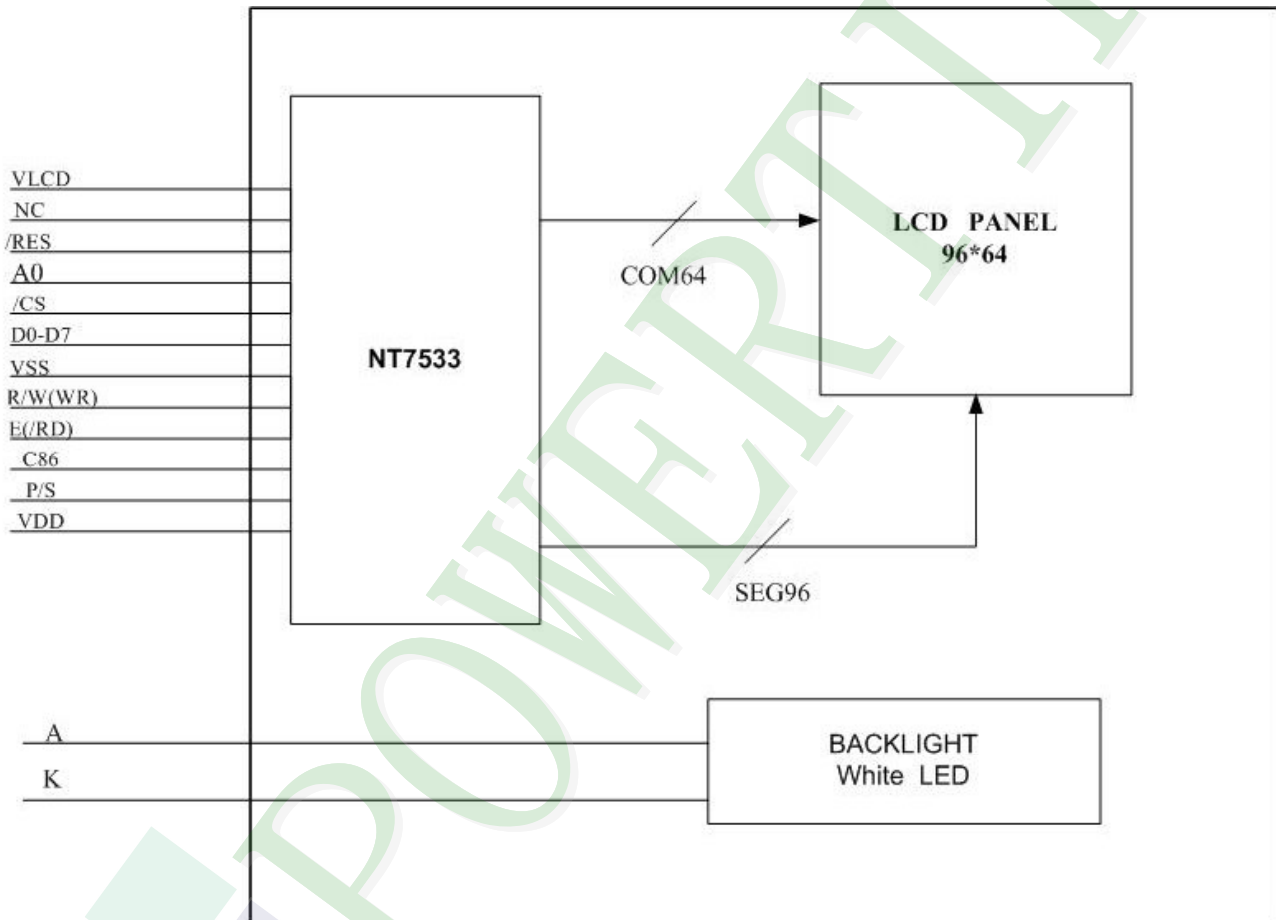 VLCD
NC
/RES
A0
/CS
D0-D7
VSS
R/W(WR)
E(/RD)
C86
P/S
VDD
NT7533
COM64
SEG96
LCD PANEL
96*64
A
K
BACKLIGHT
White LED
POWERTI